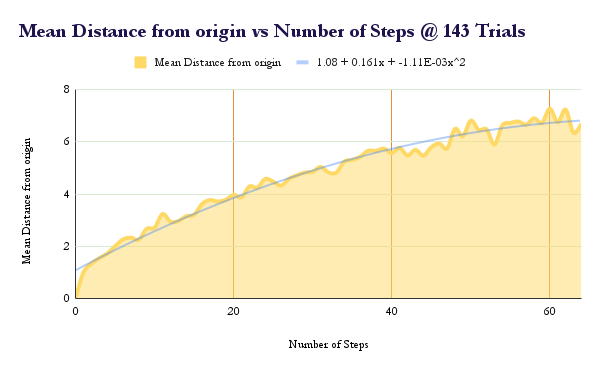 Mean Distance from origin vs Number of Steps @ 143 Trials
Mean Distance from origin
1.08 + 0.161x + -1.11E-03x^2
8
6
4
2
0
Mean Distance from origin
0
20
40
60
Number of Steps